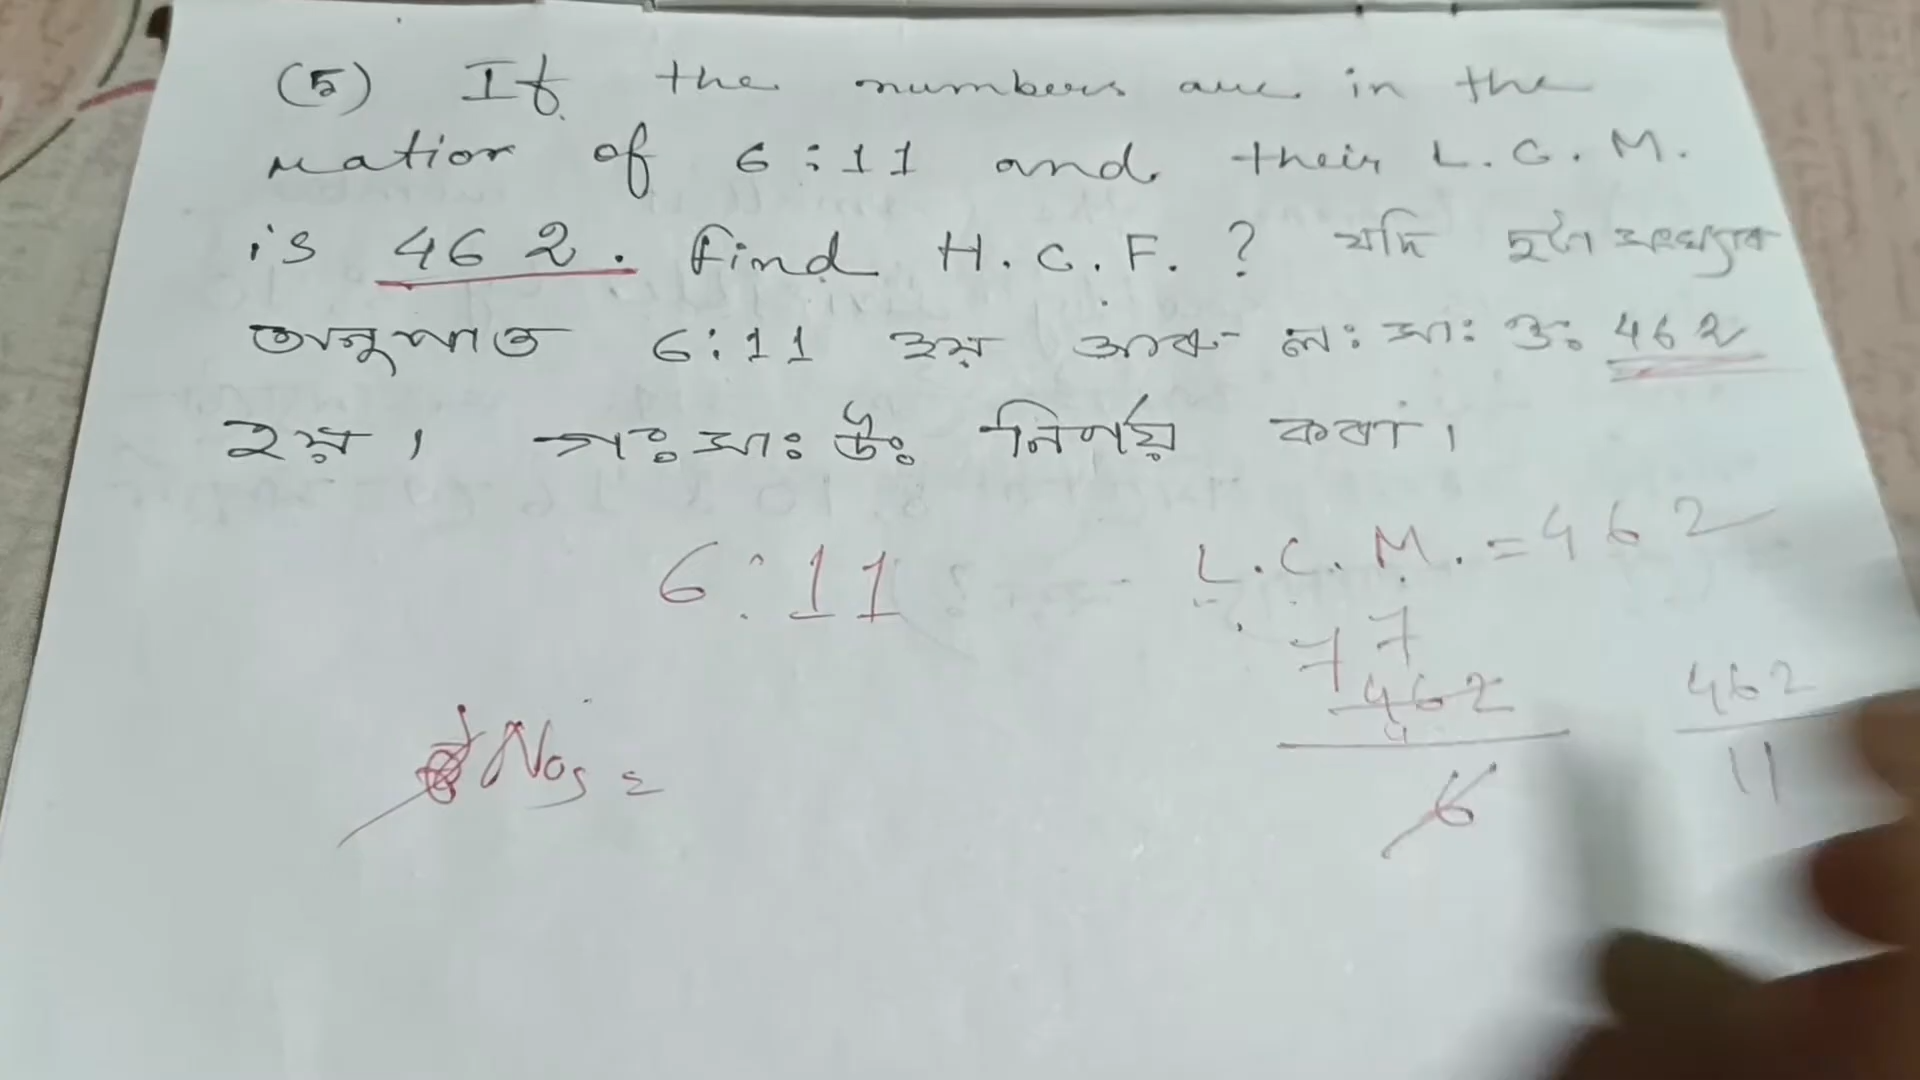 (5) If the numbers are in the
ration of 6:11 and their L.C.M.
is 462. find H.C.F.? যদি দুটা সংখ্যাৰ
অনুপাত 6:11 হয় আৰু ল: সা: গু: 462
হয়। গ: সা: উ: নিৰ্ণয় কৰা।
6:11 L.C.M. = 462
77
462 462
6 11
Nos =